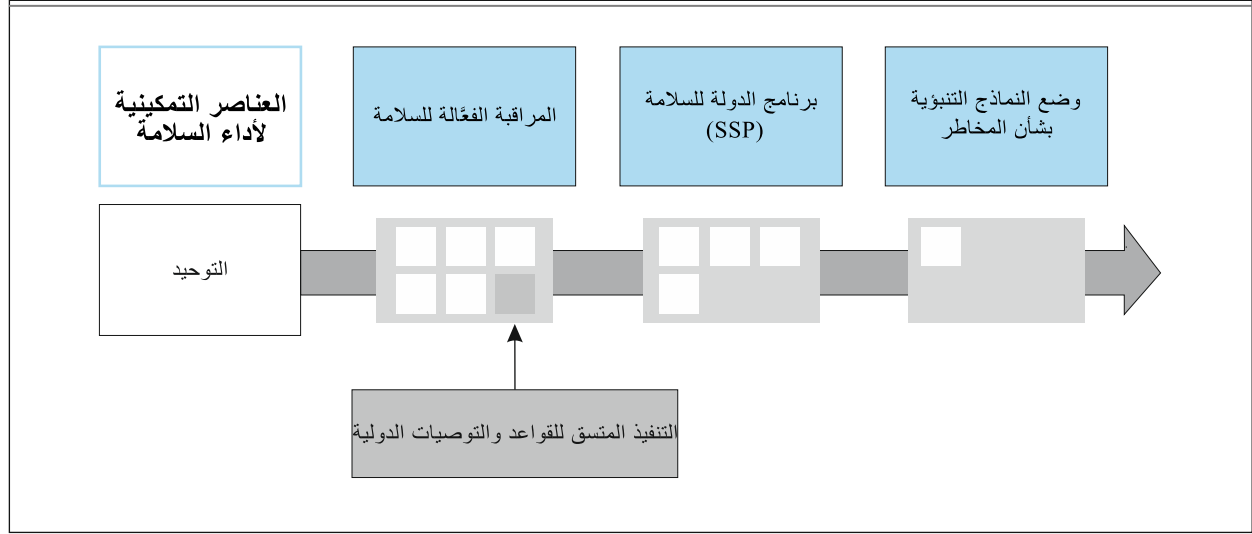 العناصر التمكينية
لأداء السلامة
المراقبة الفعَّالة للسلامة
برنامج الدولة للسلامة
(SSP)
وضع النماذج التنبؤية
بشأن المخاطر
التوحيد
التنفيذ المتسق للقواعد والتوصيات الدولية